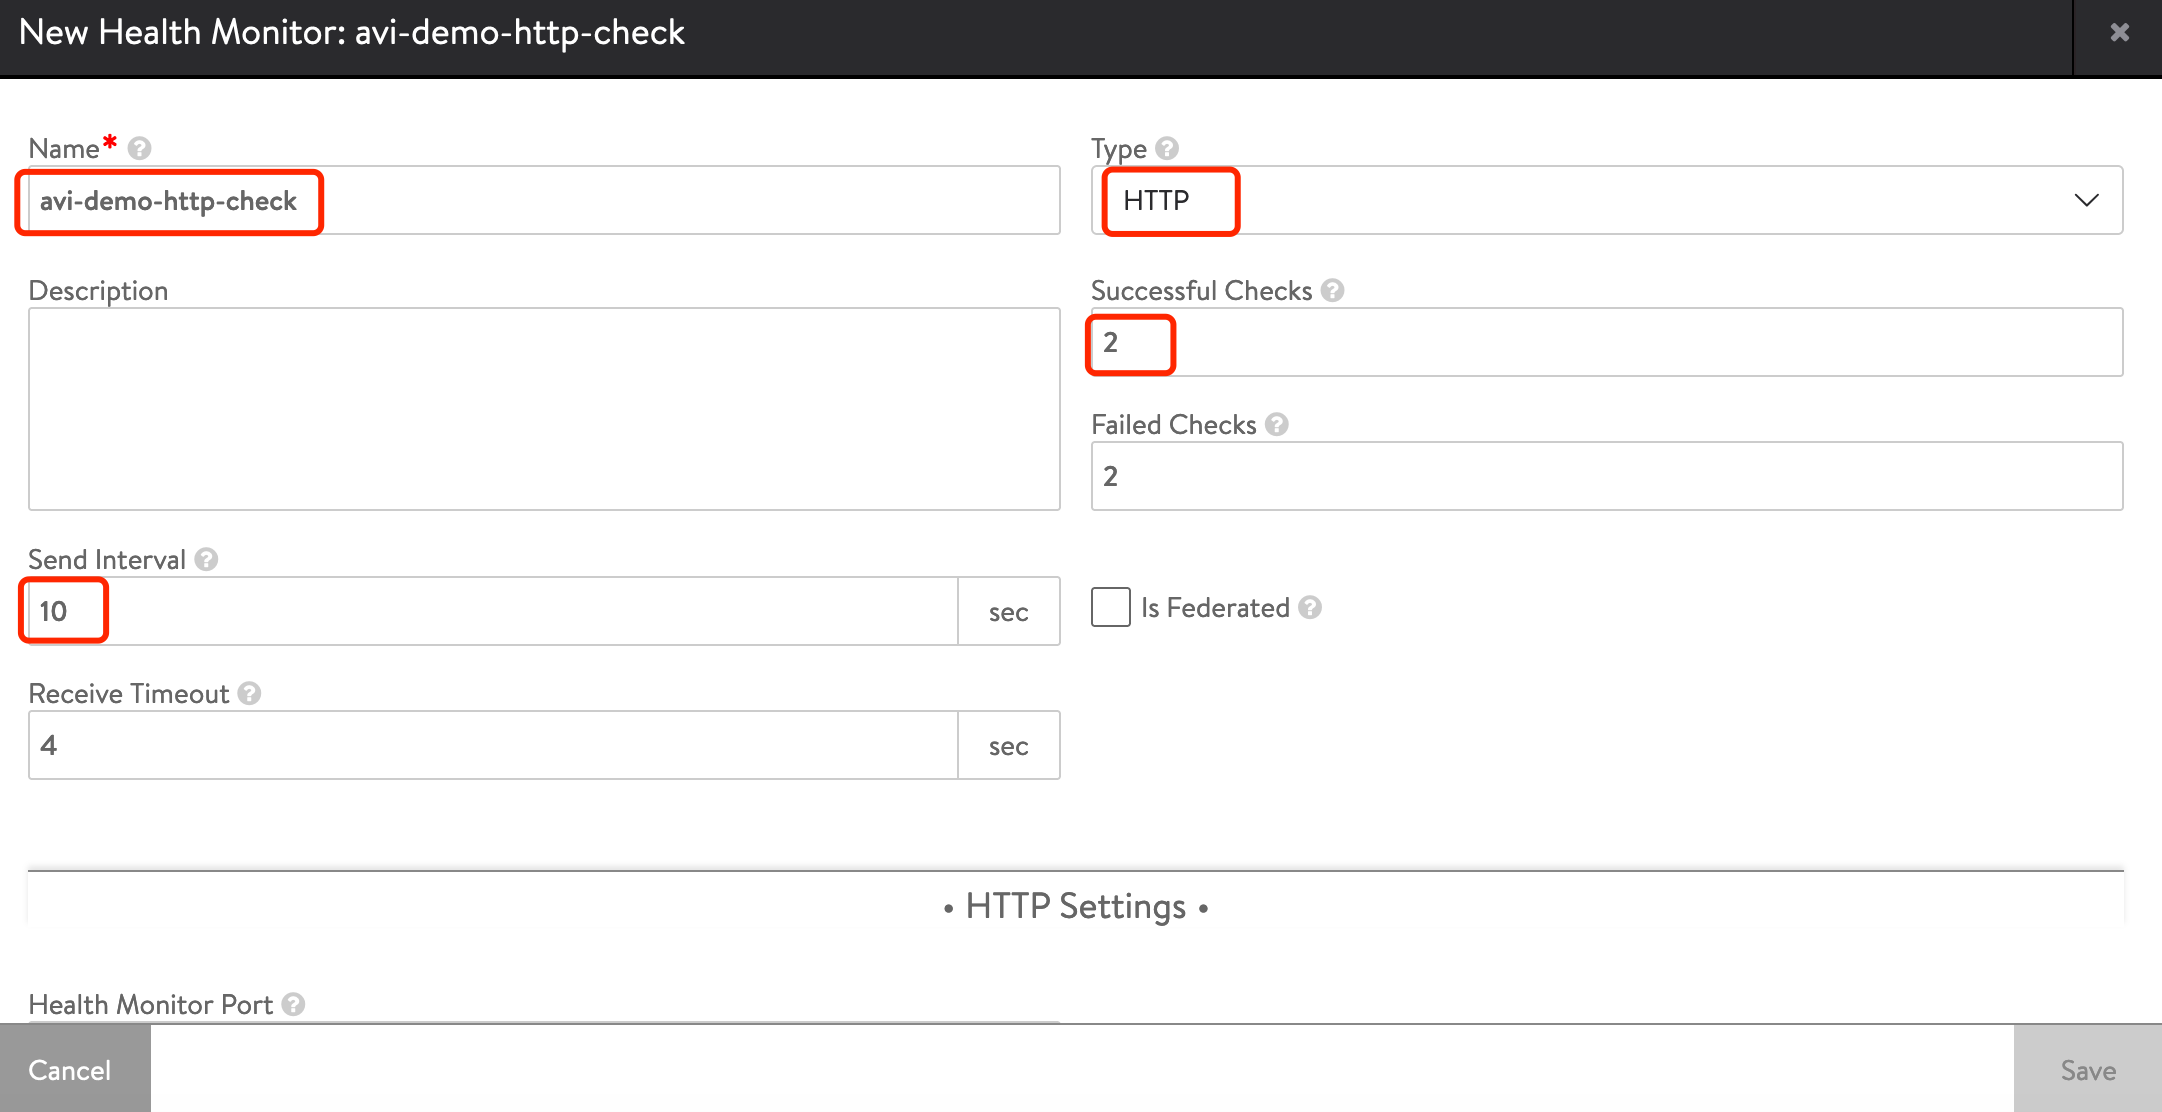 New Health Monitor: avi-demo-http-check
Name*
avi-demo-http-check
Type
HTTP
Description
Successful Checks
2
Failed Checks
2
Send Interval
10
sec
Is Federated
Receive Timeout
4
sec
• HTTP Settings •
Health Monitor Port
Cancel
Save